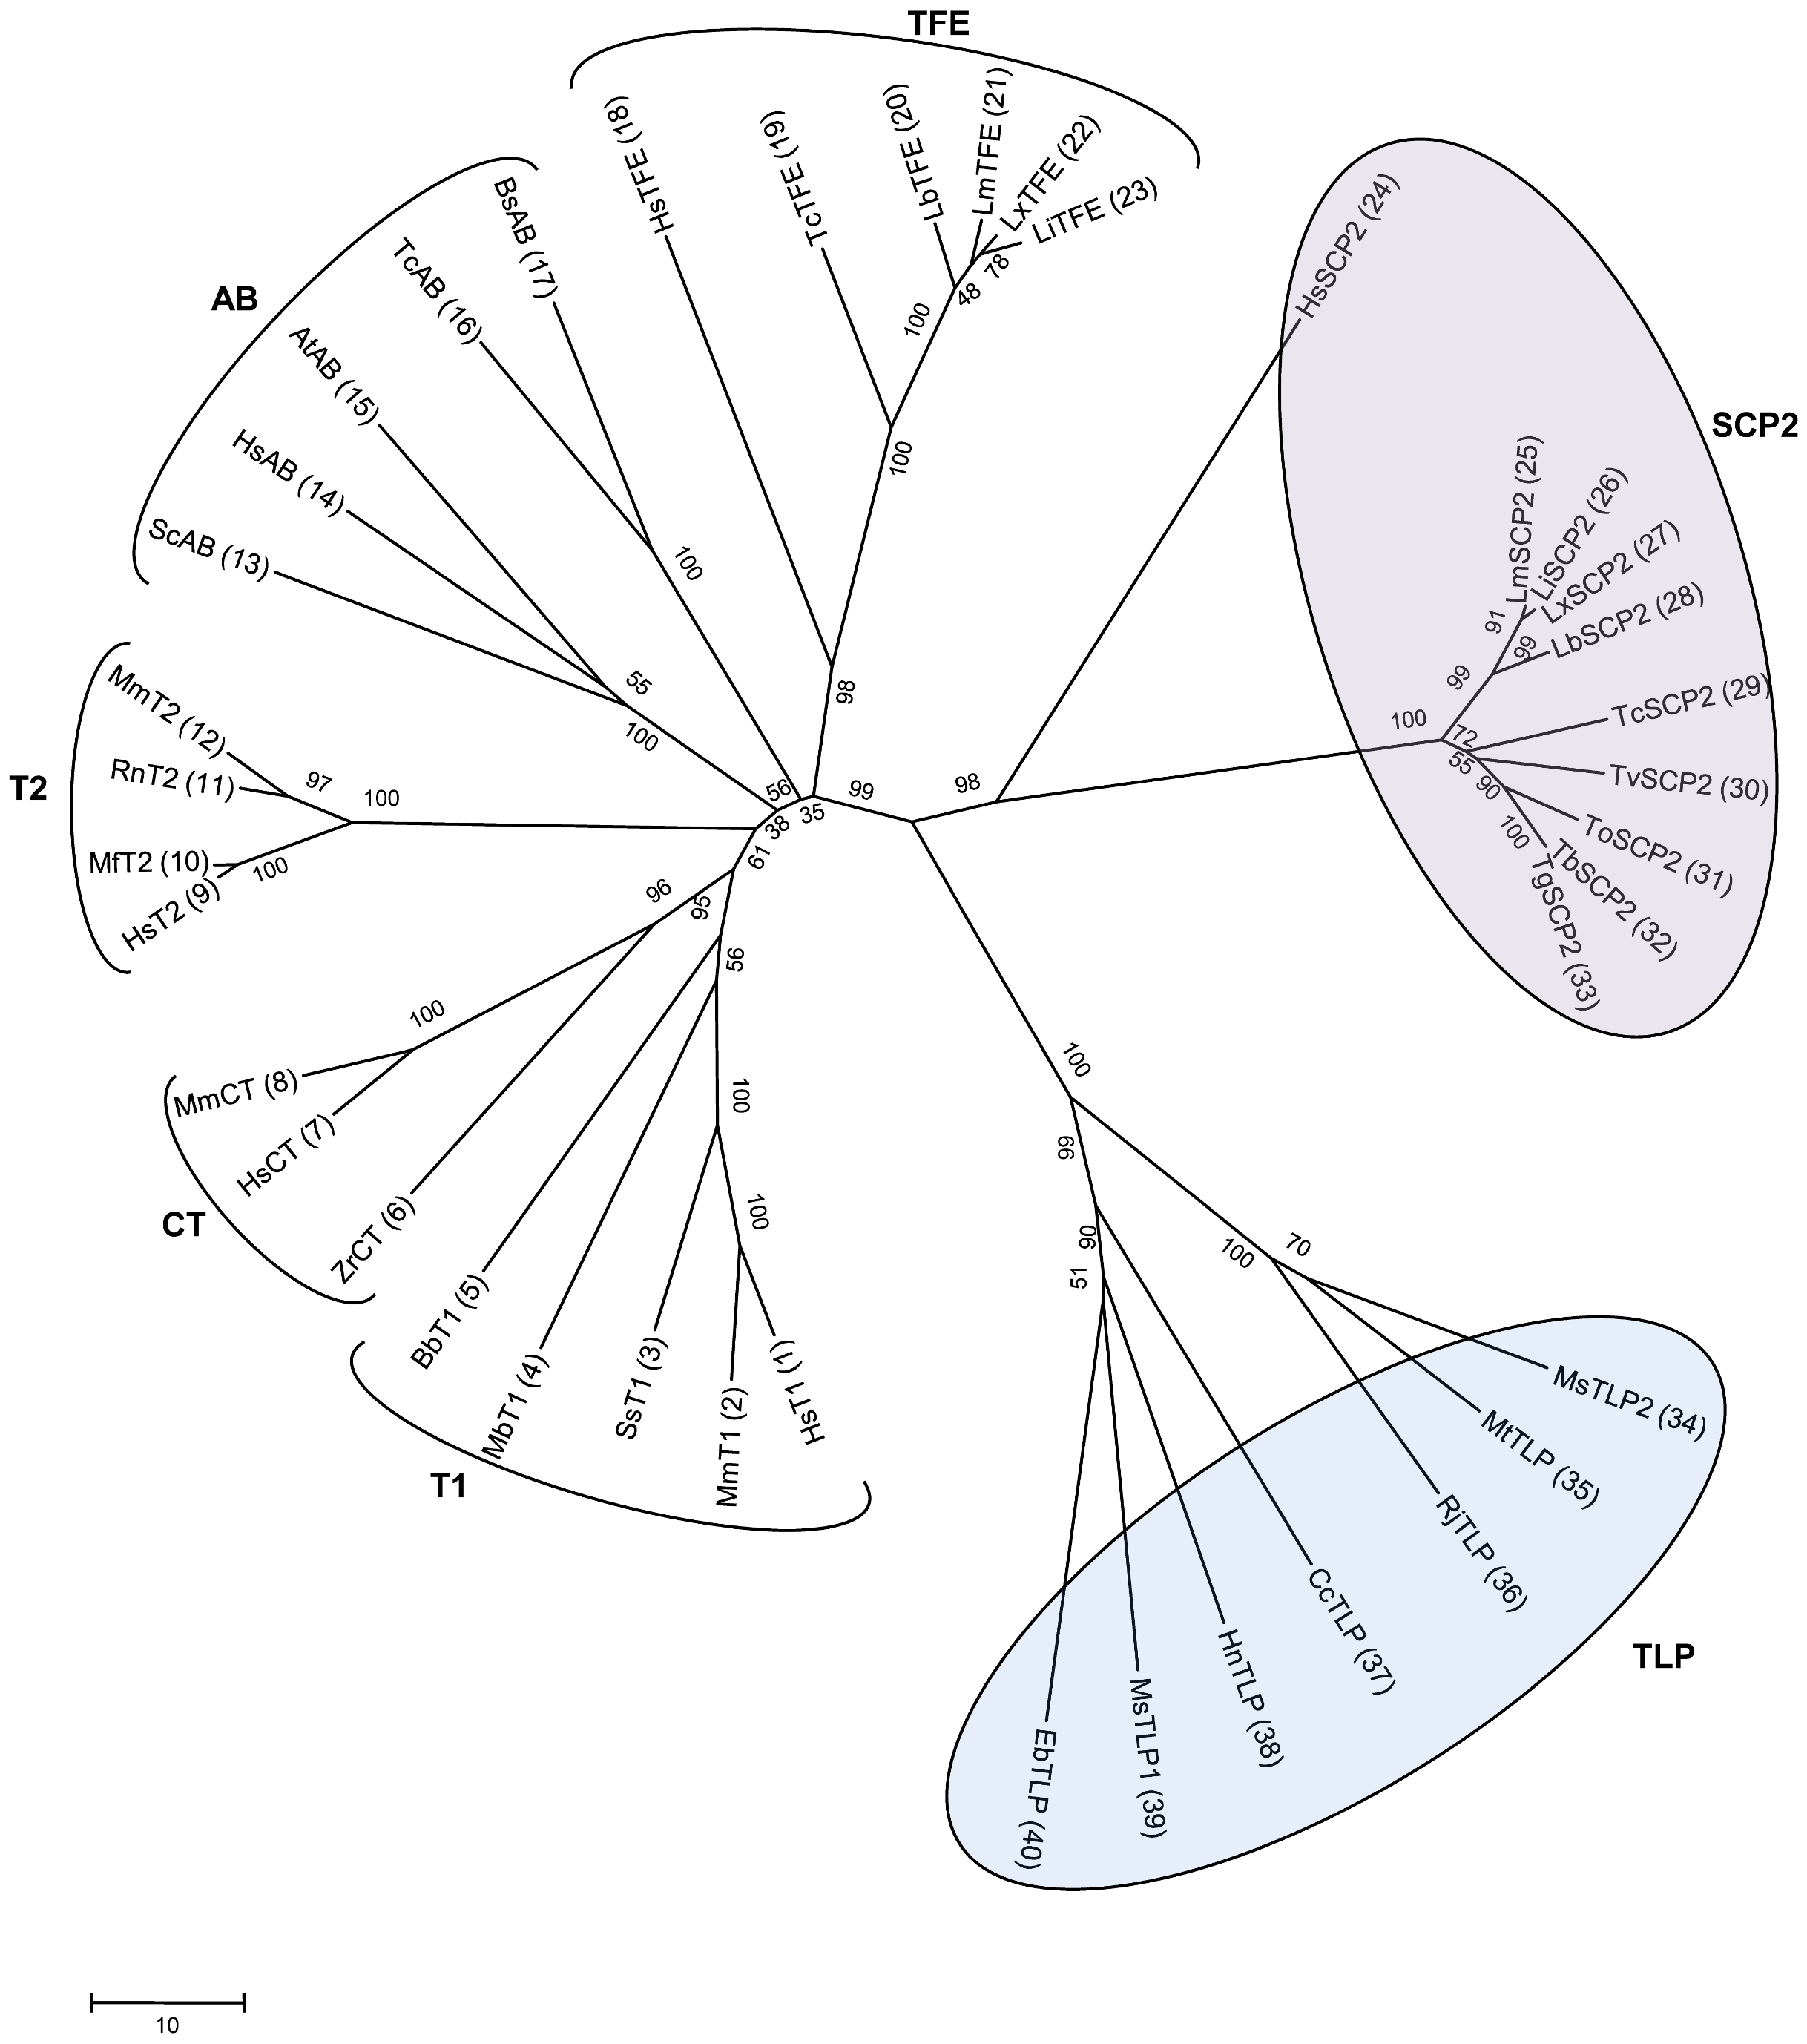 TFE
HsTFE (18)
TcTFE (19)
LbTFE (20)
LmTFE (21)
LxTFE (22)
LiTFE (23)
100
48
78
100
98
AB
BsAB (17)
TcAB (16)
AtAB (15)
HsAB (14)
ScAB (13)
100
55
100
SCP2
HsSCP2 (24)
LmSCP2 (25)
LiSCP2 (26)
LxSCP2 (27)
LbSCP2 (28)
TcSCP2 (29)
TvSCP2 (30)
ToSCP2 (31)
TbSCP2 (32)
TgSCP2 (33)
91
99
99
100
72
55
90
100
98
99
56
35
38
61
T2
MmT2 (12)
RnT2 (11)
MfT2 (10)
HsT2 (9)
97
100
100
96
95
56
100
CT
MmCT (8)
HsCT (7)
ZrCT (6)
100
100
T1
BbT1 (5)
MbT1 (4)
SsT1 (3)
MmT1 (2)
HsT1 (1)
100
99
90
51
100
70
TLP
MsTLP2 (34)
MtTLP (35)
RjTLP (36)
CcTLP (37)
HnTLP (38)
MsTLP1 (39)
EbTLP (40)
10